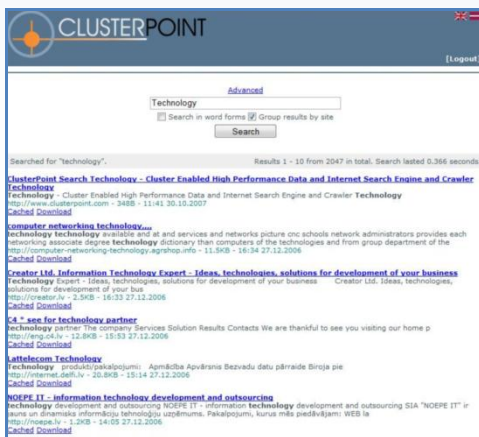 CLUSTERPOINT
[Logout]
Advanced
Technology
Search in word forms Group results by site
Search
Searched for "technology". Results 1 - 10 from 2047 in total. Search lasted 0.366 seconds
ClusterPoint Search Technology - Cluster Enabled High Performance Data and Internet Search Engine and Crawler
Technology
Technology - Cluster Enabled High Performance Data and Internet Search Engine and Crawler Technology
http://www.clusterpoint.com - 348B - 11:41 30.10.2007
Cached Download
computer networking technology....
technology technology available and at and services and networks picture cnc schools network administrators provides each
networking associate degree technology dictionary than computers of the technologies and from group department of the
http://computer-networking-technology.agrshop.info - 11.5KB - 16:34 27.12.2006
Cached Download
Creator Ltd. Information Technology Expert - Ideas, technologies, solutions for development of your business
Technology Expert - Ideas, technologies, solutions for development of your business Creator Ltd. Ideas, technologies,
solutions for development of your bus
http://creator.lv - 2.5KB - 16:33 27.12.2006
Cached Download
C4 * see for technology partner
technology partner The company Services Solution Results Contacts We are thankful to see you visiting our home p
http://eng.c4.lv - 12.8KB - 15:53 27.12.2006
Cached Download
Lattelecom Technology
Technology produkti/pakalpojumi: Apmācība Apvārsnis Bezvadu datu pārraide Biroja pie
http://internet.delfi.lv - 20.8KB - 15:14 27.12.2006
Cached Download
NOEPE IT - information technology development and outsourcing
technology development and outsourcing NOEPE IT - information technology development and outsourcing SIA "NOEPE IT" ir
jauns un dinamisks informāciju tehnoloģiju uzņēmums. Pakalpojumi, kurus mēs piedāvājam: WEB la
http://noepe.lv - 1.2KB - 14:05 27.12.2006
Cached Download